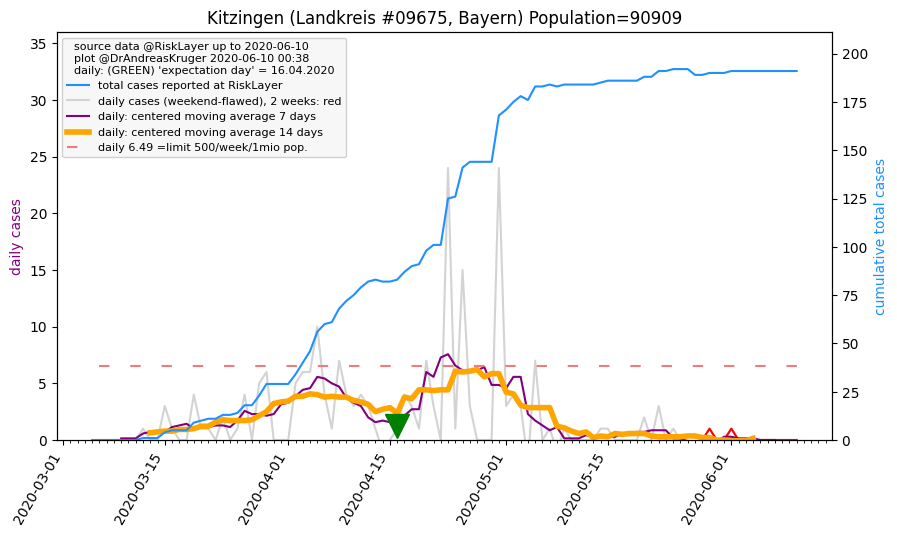 Kitzingen (Landkreis #09675, Bayern) Population=90909
source data @RiskLayer up to 2020-06-10
plot @DrAndreasKruger 2020-06-10 00:38
daily: (GREEN) 'expectation day' = 16.04.2020
total cases reported at RiskLayer
daily cases (weekend-flawed), 2 weeks: red
daily: centered moving average 7 days
daily: centered moving average 14 days
daily 6.49 =limit 500/week/1mio pop.
daily cases
35
30
25
20
15
10
5
0
cumulative total cases
200
175
150
125
100
75
50
25
0
2020-03-01
2020-03-15
2020-04-01
2020-04-15
2020-05-01
2020-05-15
2020-06-01